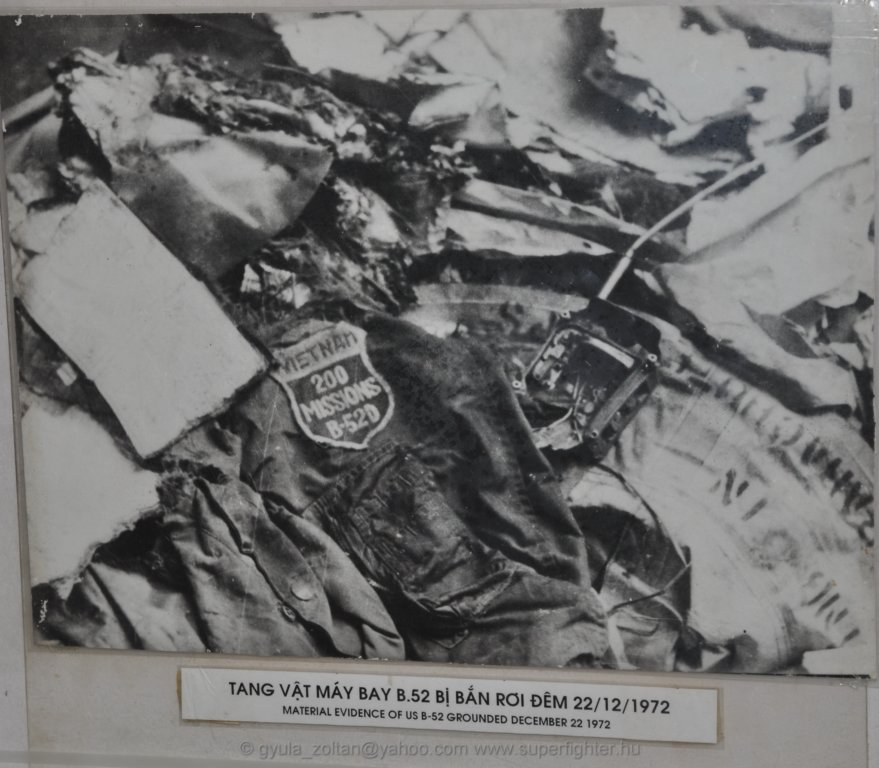 VIETNAM
200
MISSIONS
B-52D
TANG VẬT MÁY BAY B.52 BỊ BẮN RƠI ĐÊM 22/12/1972
MATERIAL EVIDENCE OF US B-52 GROUNDED DECEMBER 22 1972
© gyula_zoltan@yahoo.com www.superfighter.hu